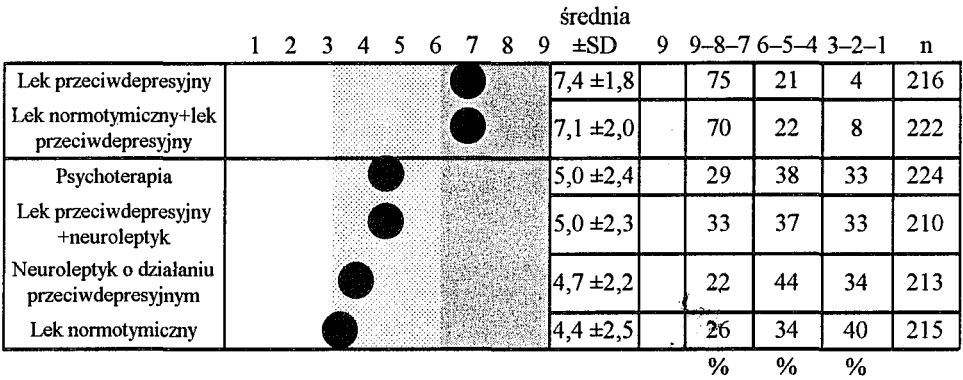 średnia
1 2 3 4 5 6 7 8 9 ±SD 9 9–8–7 6–5–4 3–2–1 n
Lek przeciwdepresyjny 7,4 ±1,8 75 21 4 216
Lek normotymiczny+lek
przeciwdepresyjny 7,1 ±2,0 70 22 8 222
Psychoterapia 5,0 ±2,4 29 38 33 224
Lek przeciwdepresyjny
+neuroleptyk 5,0 ±2,3 33 37 33 210
Neuroleptyk o działaniu
przeciwdepresyjnym 4,7 ±2,2 22 44 34 213
Lek normotymiczny 4,4 ±2,5 26 34 40 215
% % %